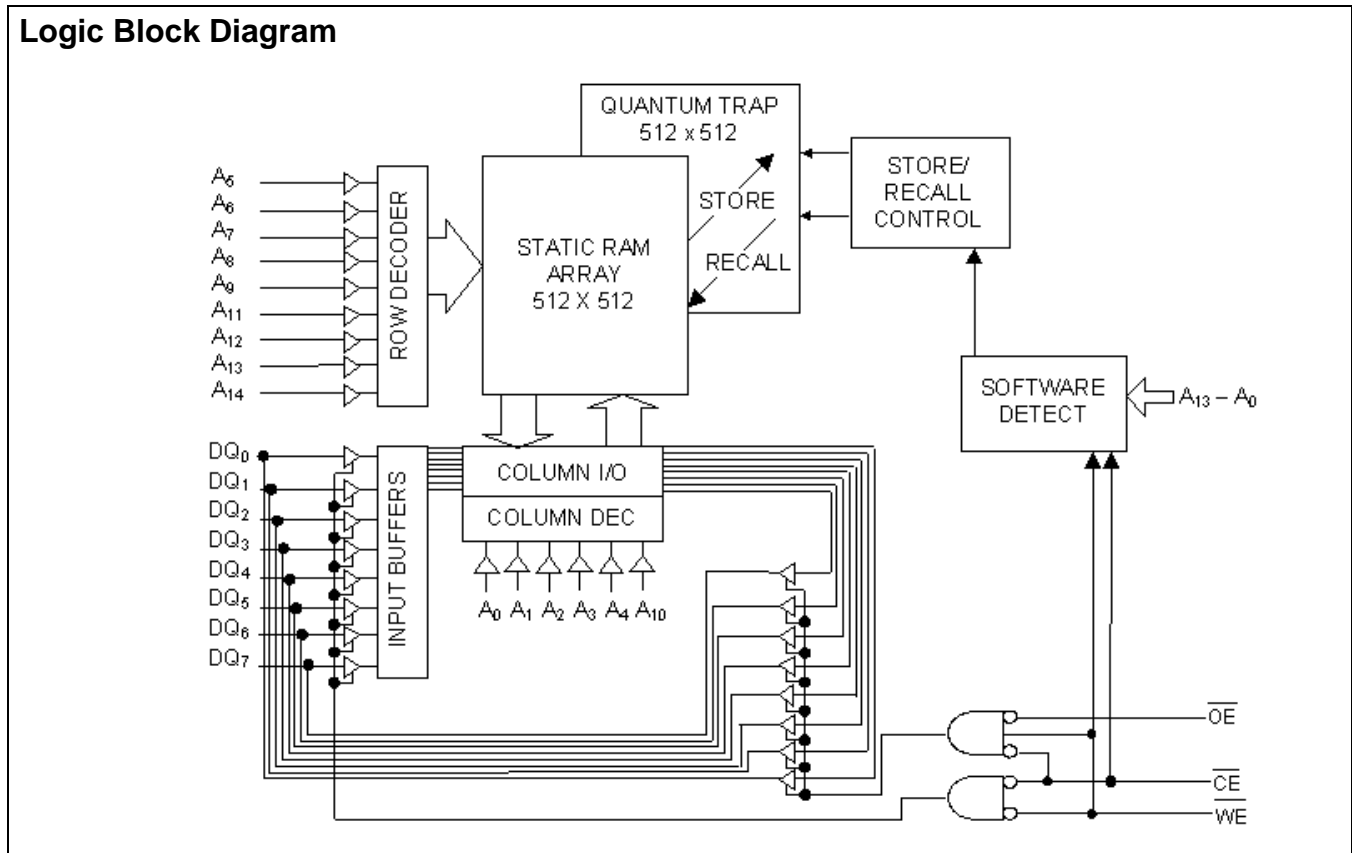 Logic Block Diagram
QUANTUM TRAP
512 x 512
STORE/
RECALL
CONTROL
A5
A6
A7
A8
A9
A11
A12
A13
A14
ROW DECODER
STATIC RAM
ARRAY
512 X 512
STORE
RECALL
SOFTWARE
DETECT
A13 – A0
DQ0
DQ1
DQ2
DQ3
DQ4
DQ5
DQ6
DQ7
INPUT BUFFERS
COLUMN I/O
COLUMN DEC
A0 A1 A2 A3 A4 A10
OE
CE
WE